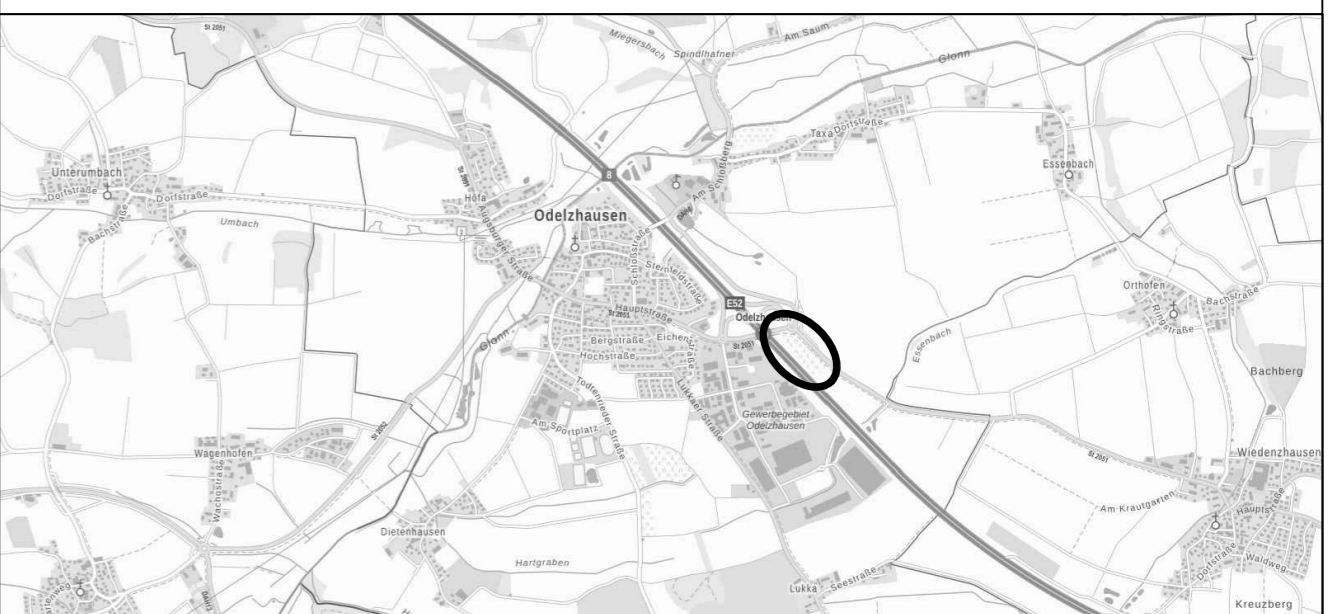 St 2051
Miegersbach
Spindlhafner
Am Saum
Glonn
Unterumbach
Dorfstraße
Dorfstraße
Bachstraße
Umbach
St 2051
Höfa
Augsburger Straße
8
Odelzhausen
Schloßstraße
Am Schloßberg
Taxa
Dorfstraße
Essenbach
Sternfeldstraße
E52
Odelzhausen
Hauptstraße
St 2051
St 2051
Bergstraße
Eichenstraße
Hochstraße
Glonn
Orthofen
Bachstraße
Ringstraße
Essenbach
Bachberg
Todtenrieder Straße
Lukkaer Straße
Gewerbegebiet
Odelzhausen
Am Sportplatz
St 2052
Wagenhofen
Wachostraße
St 2051
Wiedenzhausen
Am Krautgarten
Hauptstraße
Dorfstraße
Waldweg
Dietenhausen
Hartgraben
Lukka
Seestraße
Kreuzberg